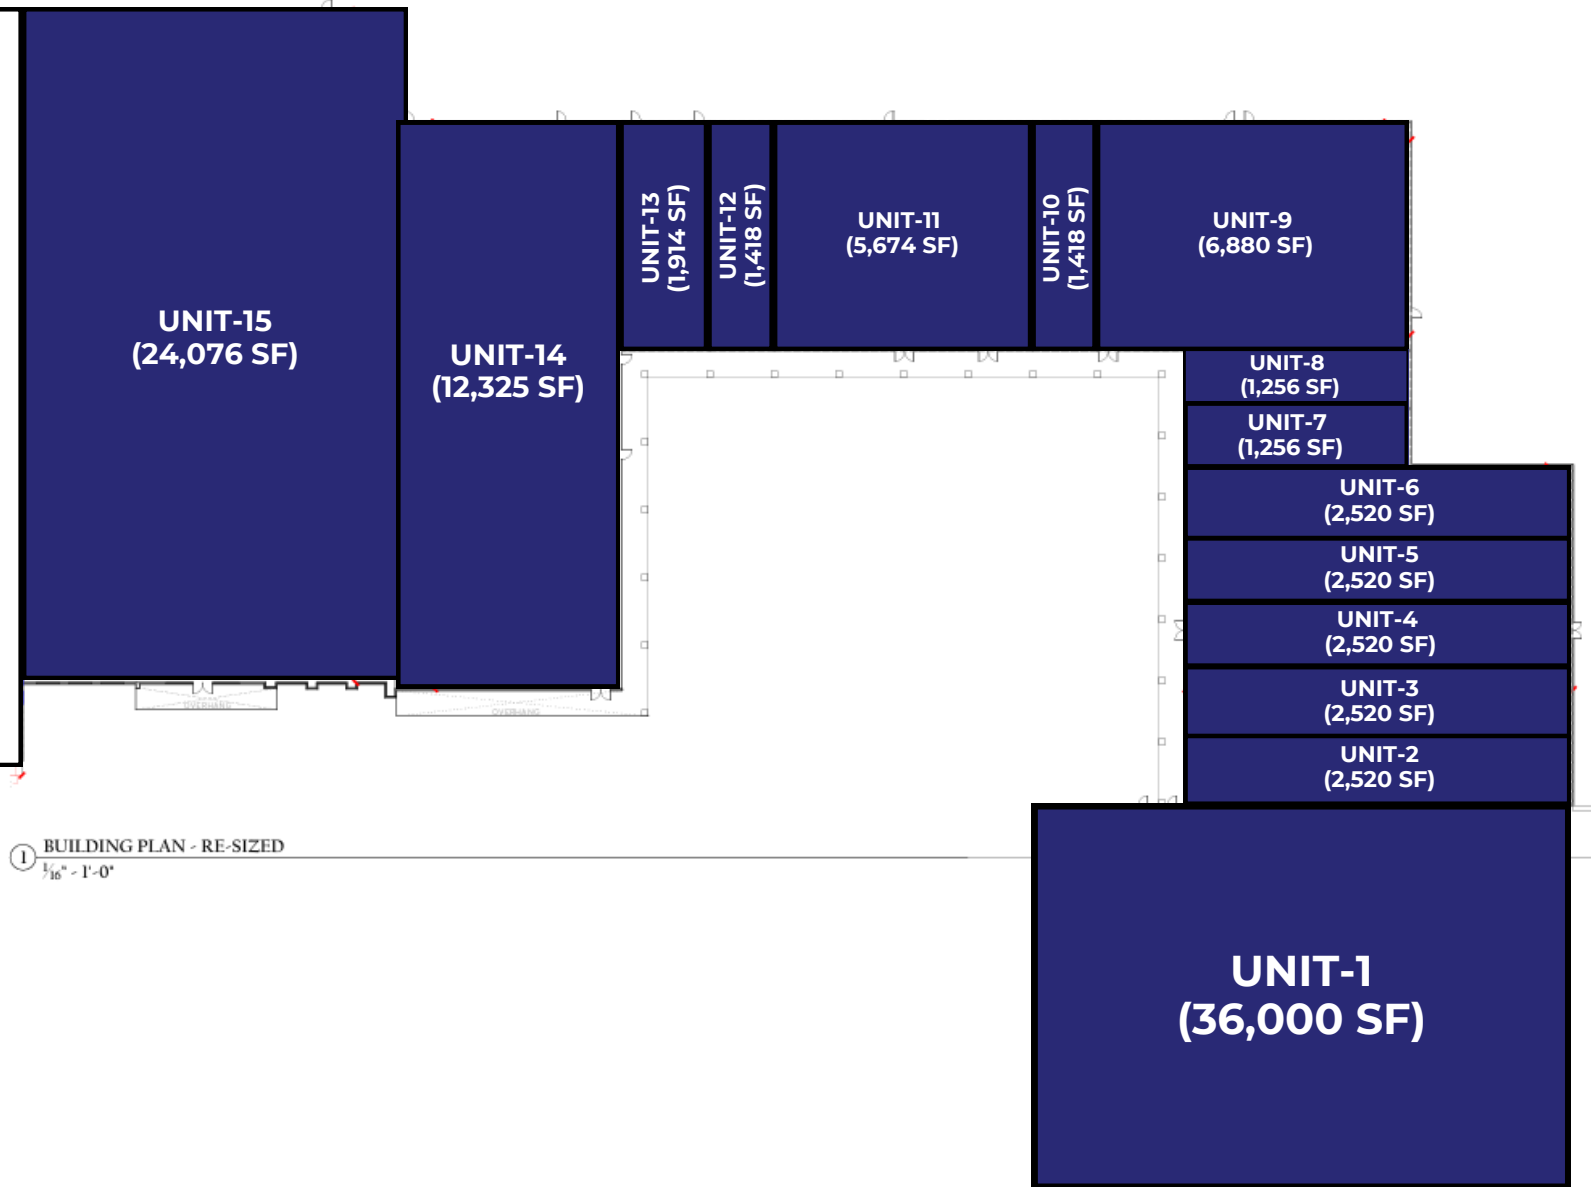 UNIT-15
(24,076 SF)
UNIT-14
(12,325 SF)
UNIT-13
(1,914 SF)
UNIT-12
(1,418 SF)
UNIT-11
(5,674 SF)
UNIT-10
(1,418 SF)
UNIT-9
(6,880 SF)
UNIT-8
(1,256 SF)
UNIT-7
(1,256 SF)
UNIT-6
(2,520 SF)
UNIT-5
(2,520 SF)
UNIT-4
(2,520 SF)
UNIT-3
(2,520 SF)
UNIT-2
(2,520 SF)
OVERHANG
OVERHANG
1 BUILDING PLAN - RE-SIZED
1/16" - 1'-0"
UNIT-1
(36,000 SF)